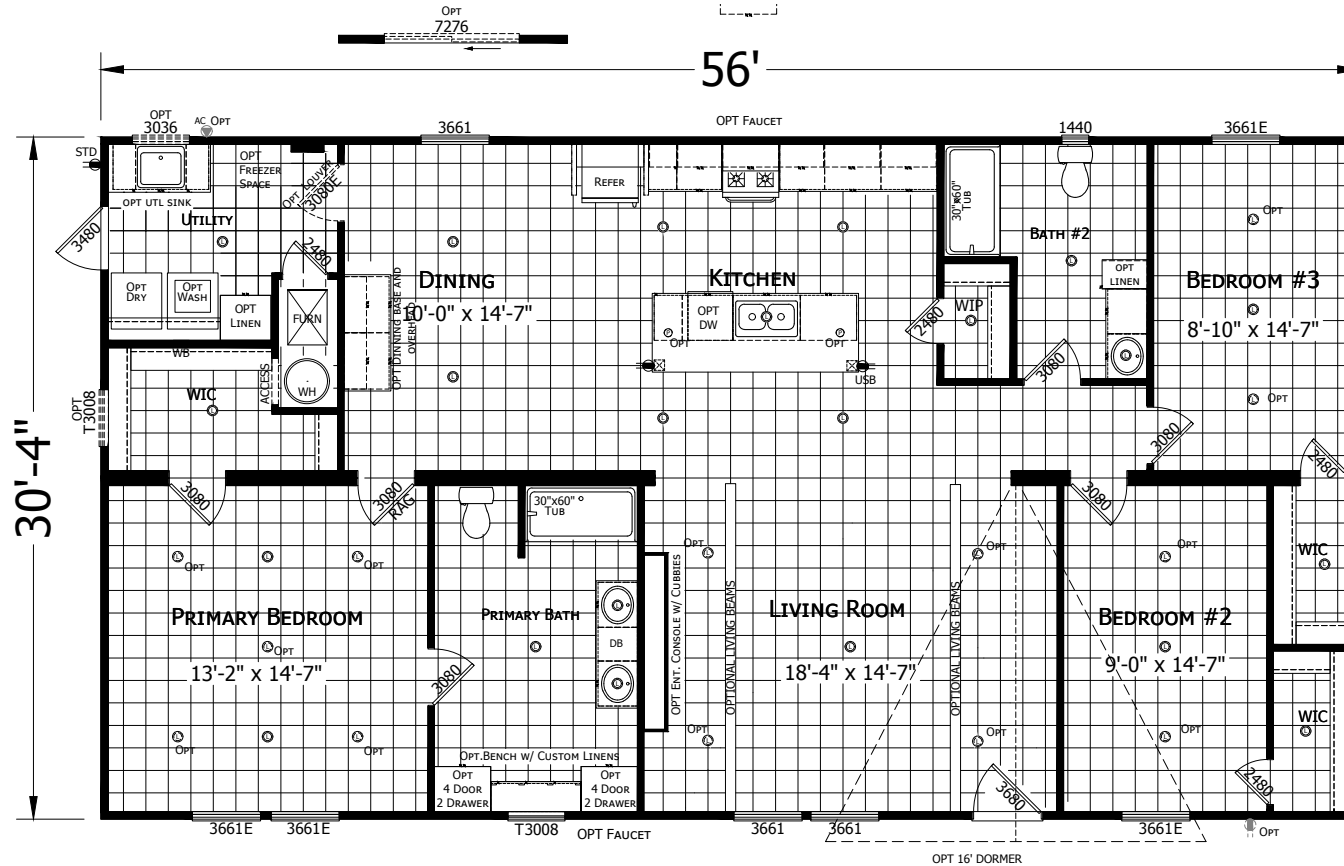 OPT
7276
56'
30'-4"
OPT
3036
AC OPT
3661
OPT FAUCET
1440
3661E
STD
OPT
FREEZER
SPACE
OPT LOUVER
3080E
OPT UTL SINK
UTILITY
3480
2480
OPT
DRY
OPT
WASH
OPT
LINEN
FURN
WH
WB
WIC
ACCESS
OPT
T3008
OPT DINNING BASE AND
OVERHEAD
DINING
10'-0" x 14'-7"
REFER
KITCHEN
OPT
DW
OPT
OPT
USB
30"x60"
TUB
BATH #2
OPT
LINEN
WIP
2480
3080
BEDROOM #3
8'-10" x 14'-7"
OPT
OPT
3080
2480
3080
3080
RAG
30"x60"
TUB
3080
OPT
OPT
PRIMARY BEDROOM
OPT
13'-2" x 14'-7"
OPT
OPT
PRIMARY BATH
DB
3080
OPT.BENCH W/ CUSTOM LINENS
OPT
4 DOOR
2 DRAWER
OPT
4 DOOR
2 DRAWER
OPT ENT. CONSOLE W/ CUBBIES
OPTIONAL LIVING BEAMS
OPT
OPT
LIVING ROOM
18'-4" x 14'-7"
OPTIONAL LIVING BEAMS
OPT
OPT
3680
OPT
BEDROOM #2
9'-0" x 14'-7"
OPT
WIC
WIC
2480
3661E
3661E
T3008
OPT FAUCET
3661
3661
3661E
OPT
OPT 16' DORMER